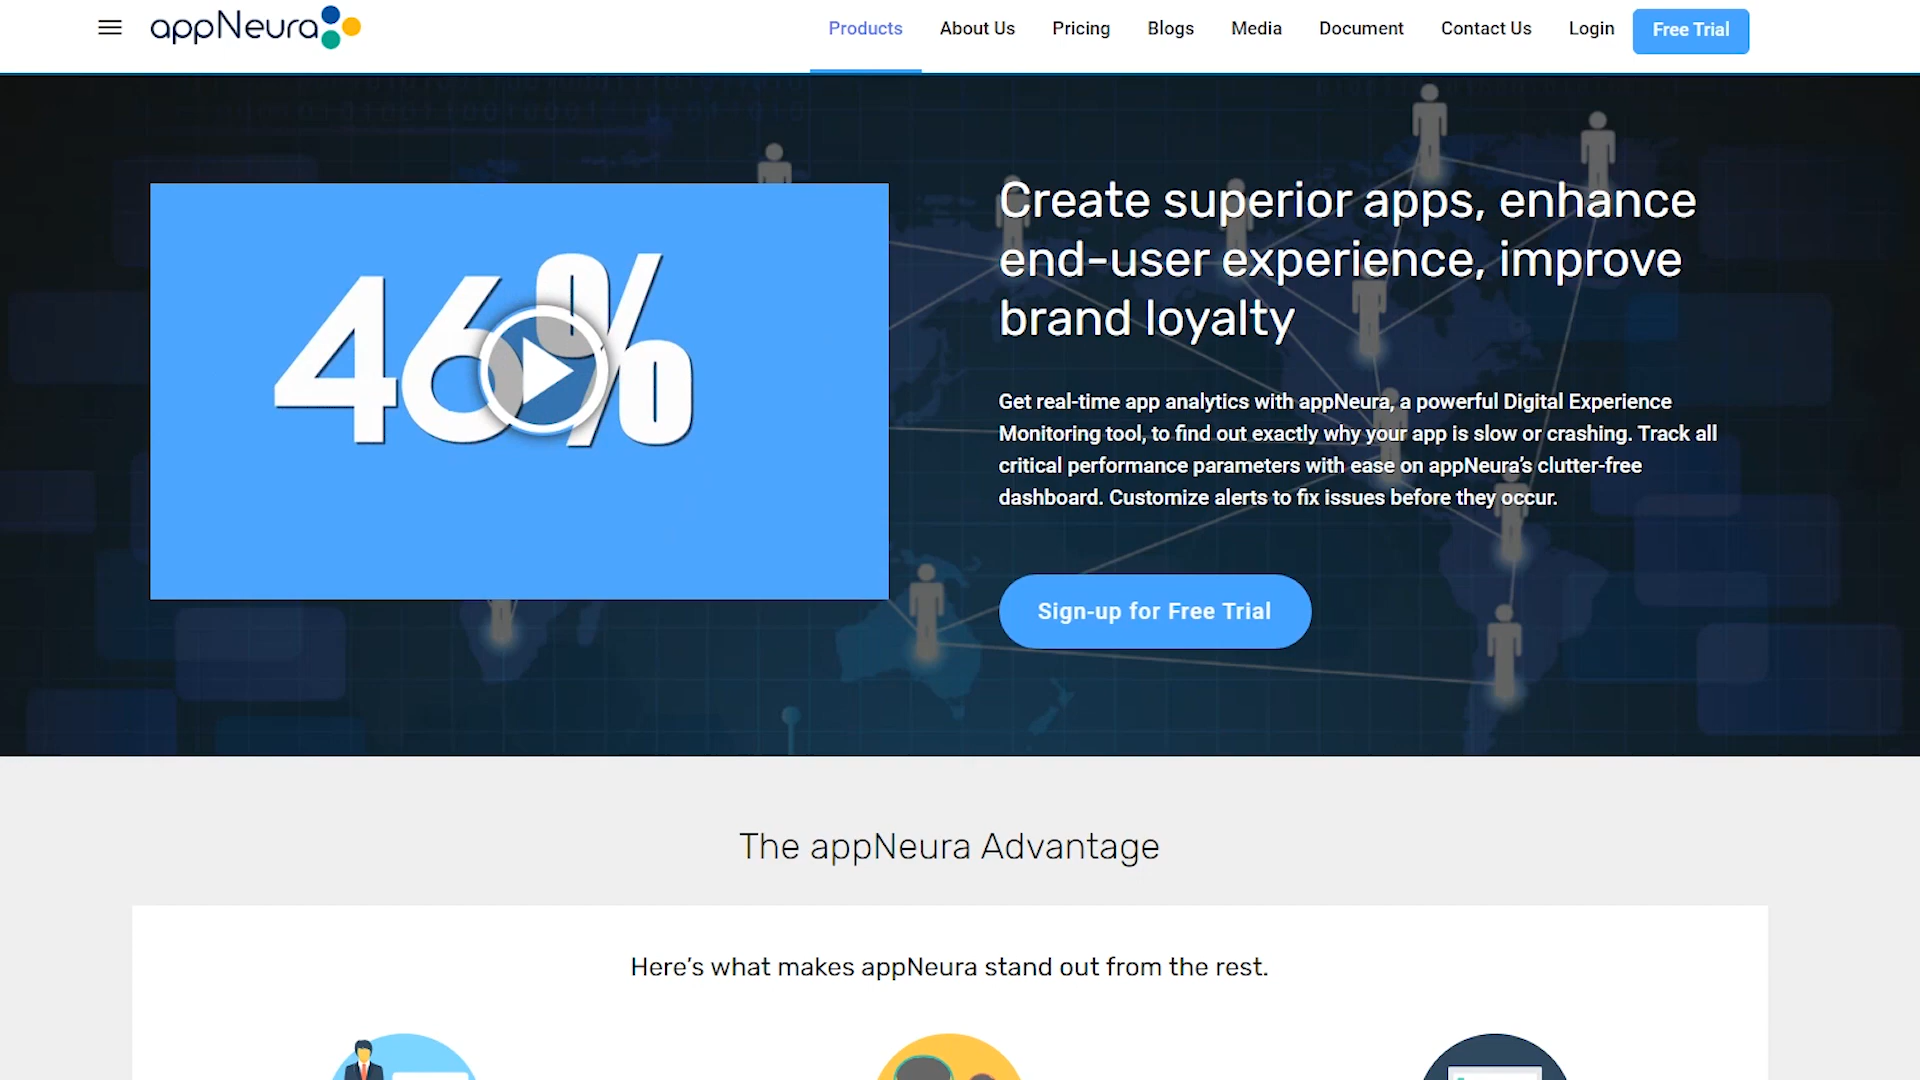 appNeura
Products
About Us
Pricing
Blogs
Media
Document
Contact Us
Login
Free Trial
46%
Create superior apps, enhance
end-user experience, improve
brand loyalty
Get real-time app analytics with appNeura, a powerful Digital Experience
Monitoring tool, to find out exactly why your app is slow or crashing. Track all
critical performance parameters with ease on appNeura’s clutter-free
dashboard. Customize alerts to fix issues before they occur.
Sign-up for Free Trial
The appNeura Advantage
Here’s what makes appNeura stand out from the rest.